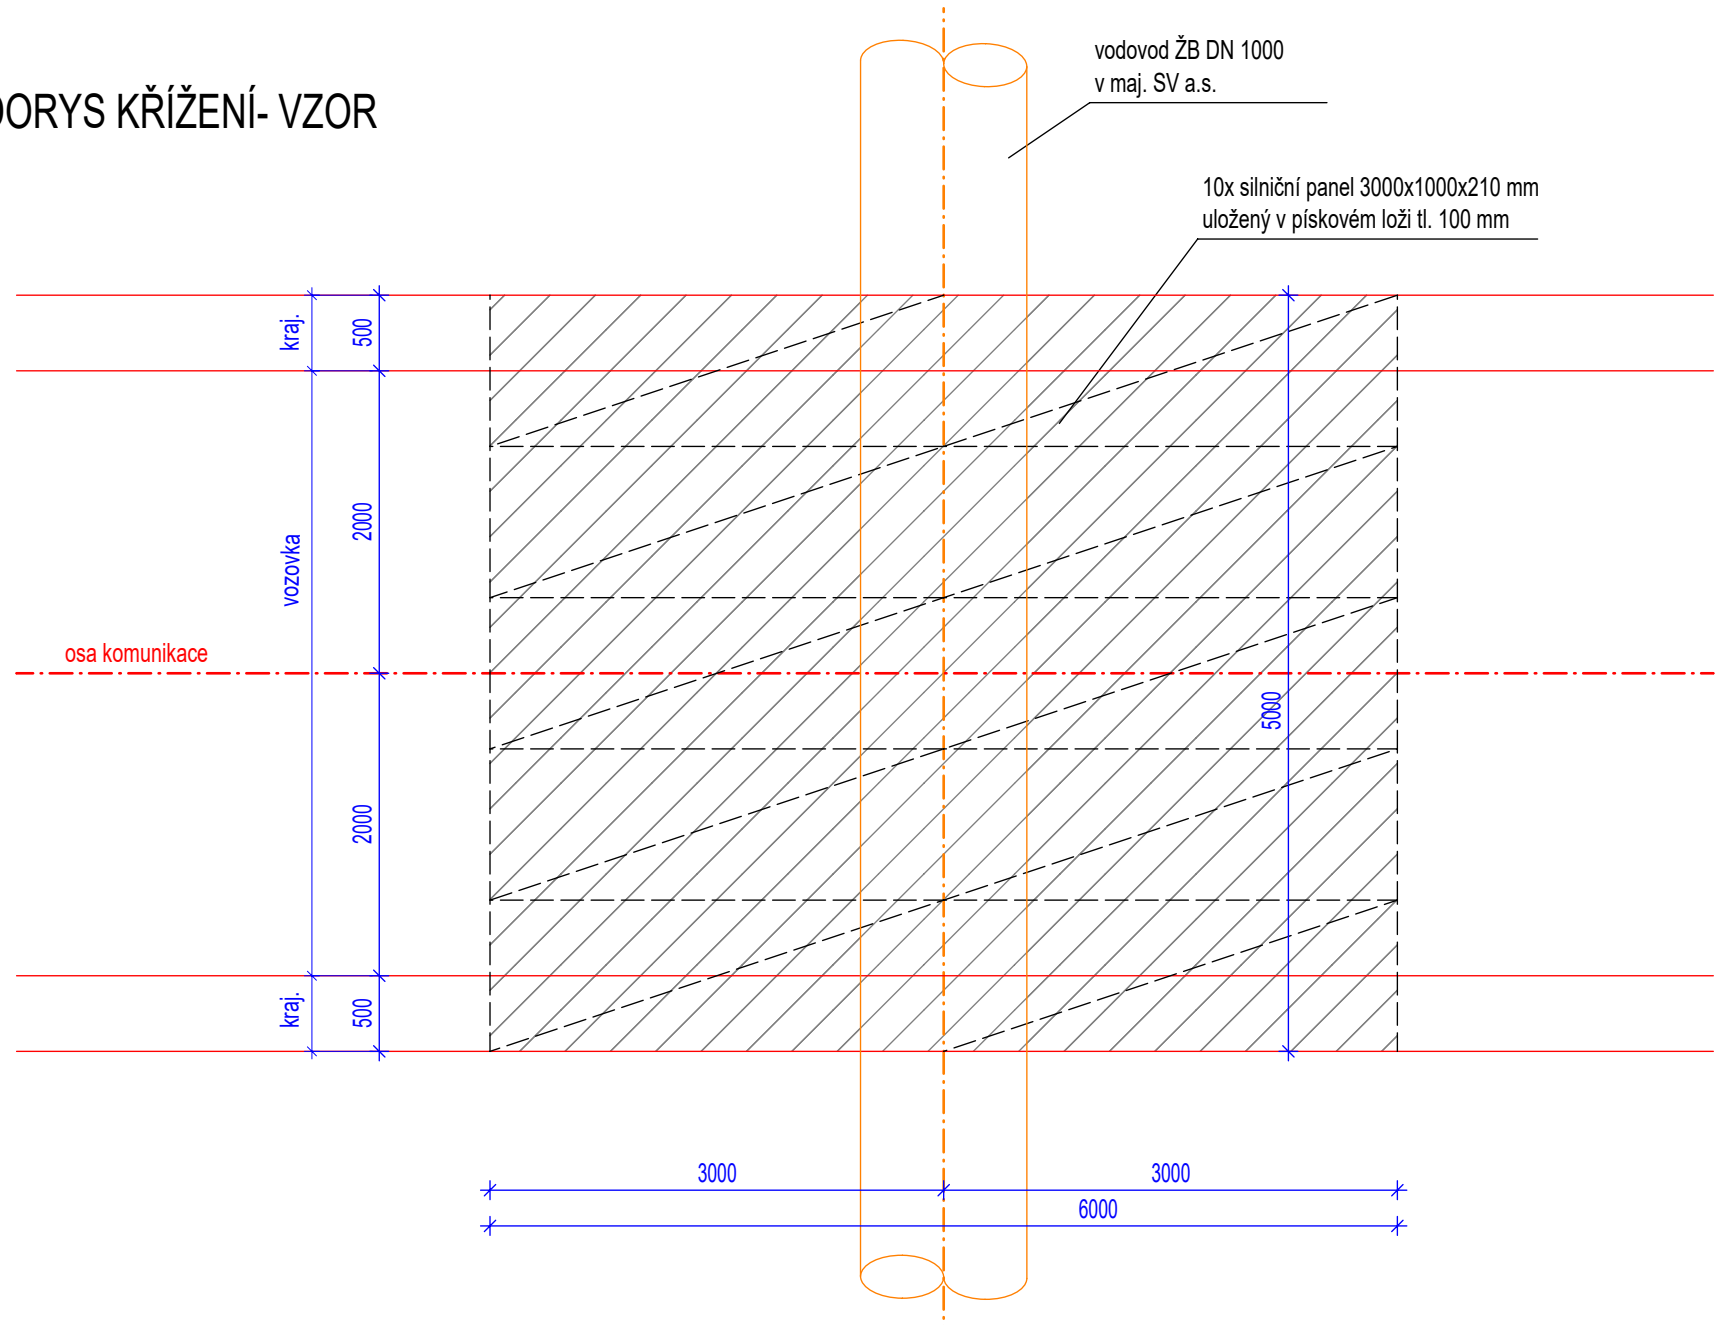 DORYS KŘÍŽENÍ- VZOR
vodovod ŽB DN 1000
v maj. SV a.s.
10x silniční panel 3000x1000x210 mm
uložený v pískovém loži tl. 100 mm
kraj.
500
2000
vozovka
osa komunikace
5000
2000
kraj.
500
3000
3000
6000